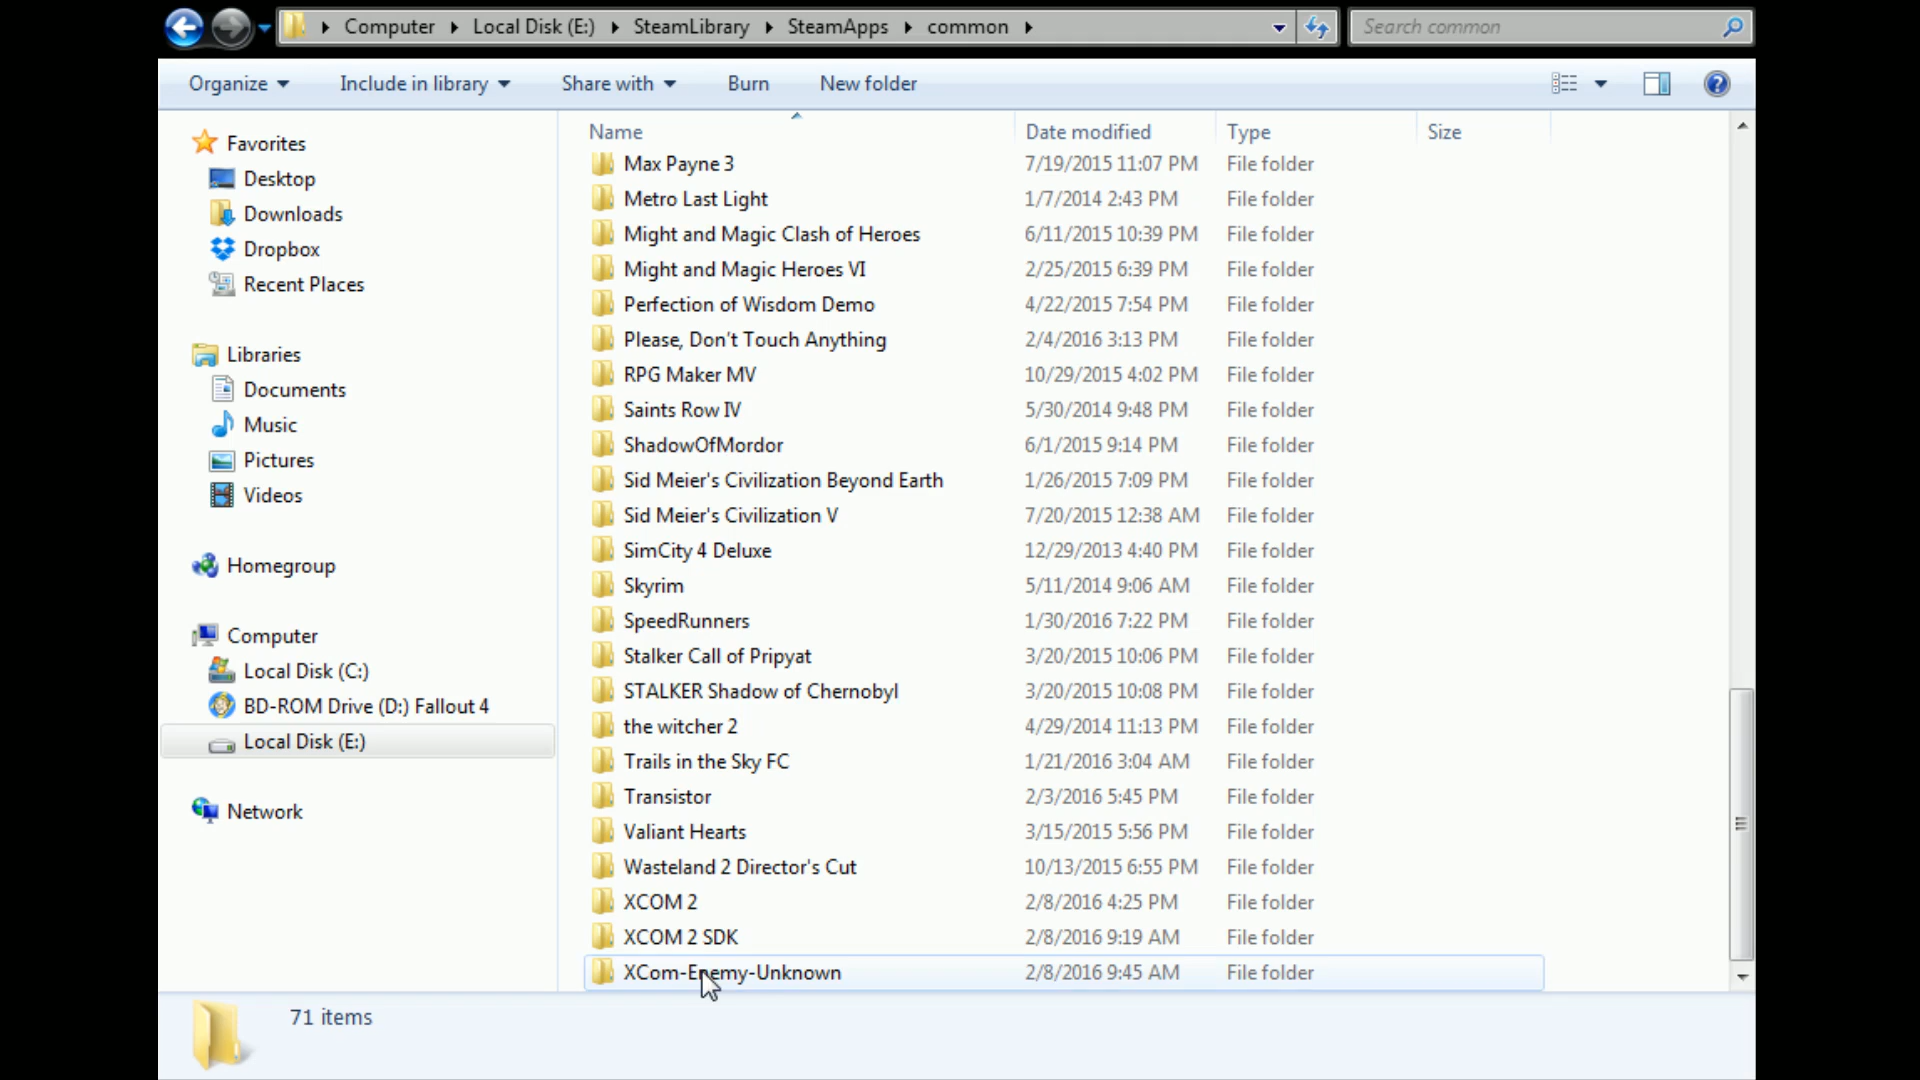 Computer Local Disk (E:) SteamLibrary SteamApps common Search common
Organize Include in library Share with Burn New folder
Favorites
Desktop
Downloads
Dropbox
Recent Places
Libraries
Documents
Music
Pictures
Videos
Homegroup
Computer
Local Disk (C:)
BD-ROM Drive (D:) Fallout 4
Local Disk (E:)
Network
Name Date modified Type Size
Max Payne 3 7/19/2015 11:07 PM File folder
Metro Last Light 1/7/2014 2:43 PM File folder
Might and Magic Clash of Heroes 6/11/2015 10:39 PM File folder
Might and Magic Heroes VI 2/25/2015 6:39 PM File folder
Perfection of Wisdom Demo 4/22/2015 7:54 PM File folder
Please, Don't Touch Anything 2/4/2016 3:13 PM File folder
RPG Maker MV 10/29/2015 4:02 PM File folder
Saints Row IV 5/30/2014 9:48 PM File folder
ShadowOfMordor 6/1/2015 9:14 PM File folder
Sid Meier's Civilization Beyond Earth 1/26/2015 7:09 PM File folder
Sid Meier's Civilization V 7/20/2015 12:38 AM File folder
SimCity 4 Deluxe 12/29/2013 4:40 PM File folder
Skyrim 5/11/2014 9:06 AM File folder
SpeedRunners 1/30/2016 7:22 PM File folder
Stalker Call of Pripyat 3/20/2015 10:06 PM File folder
STALKER Shadow of Chernobyl 3/20/2015 10:08 PM File folder
the witcher 2 4/29/2014 11:13 PM File folder
Trails in the Sky FC 1/21/2016 3:04 AM File folder
Transistor 2/3/2016 5:45 PM File folder
Valiant Hearts 3/15/2015 5:56 PM File folder
Wasteland 2 Director's Cut 10/13/2015 6:55 PM File folder
XCOM 2 2/8/2016 4:25 PM File folder
XCOM 2 SDK 2/8/2016 9:19 AM File folder
XCom-Enemy-Unknown 2/8/2016 9:45 AM File folder
71 items